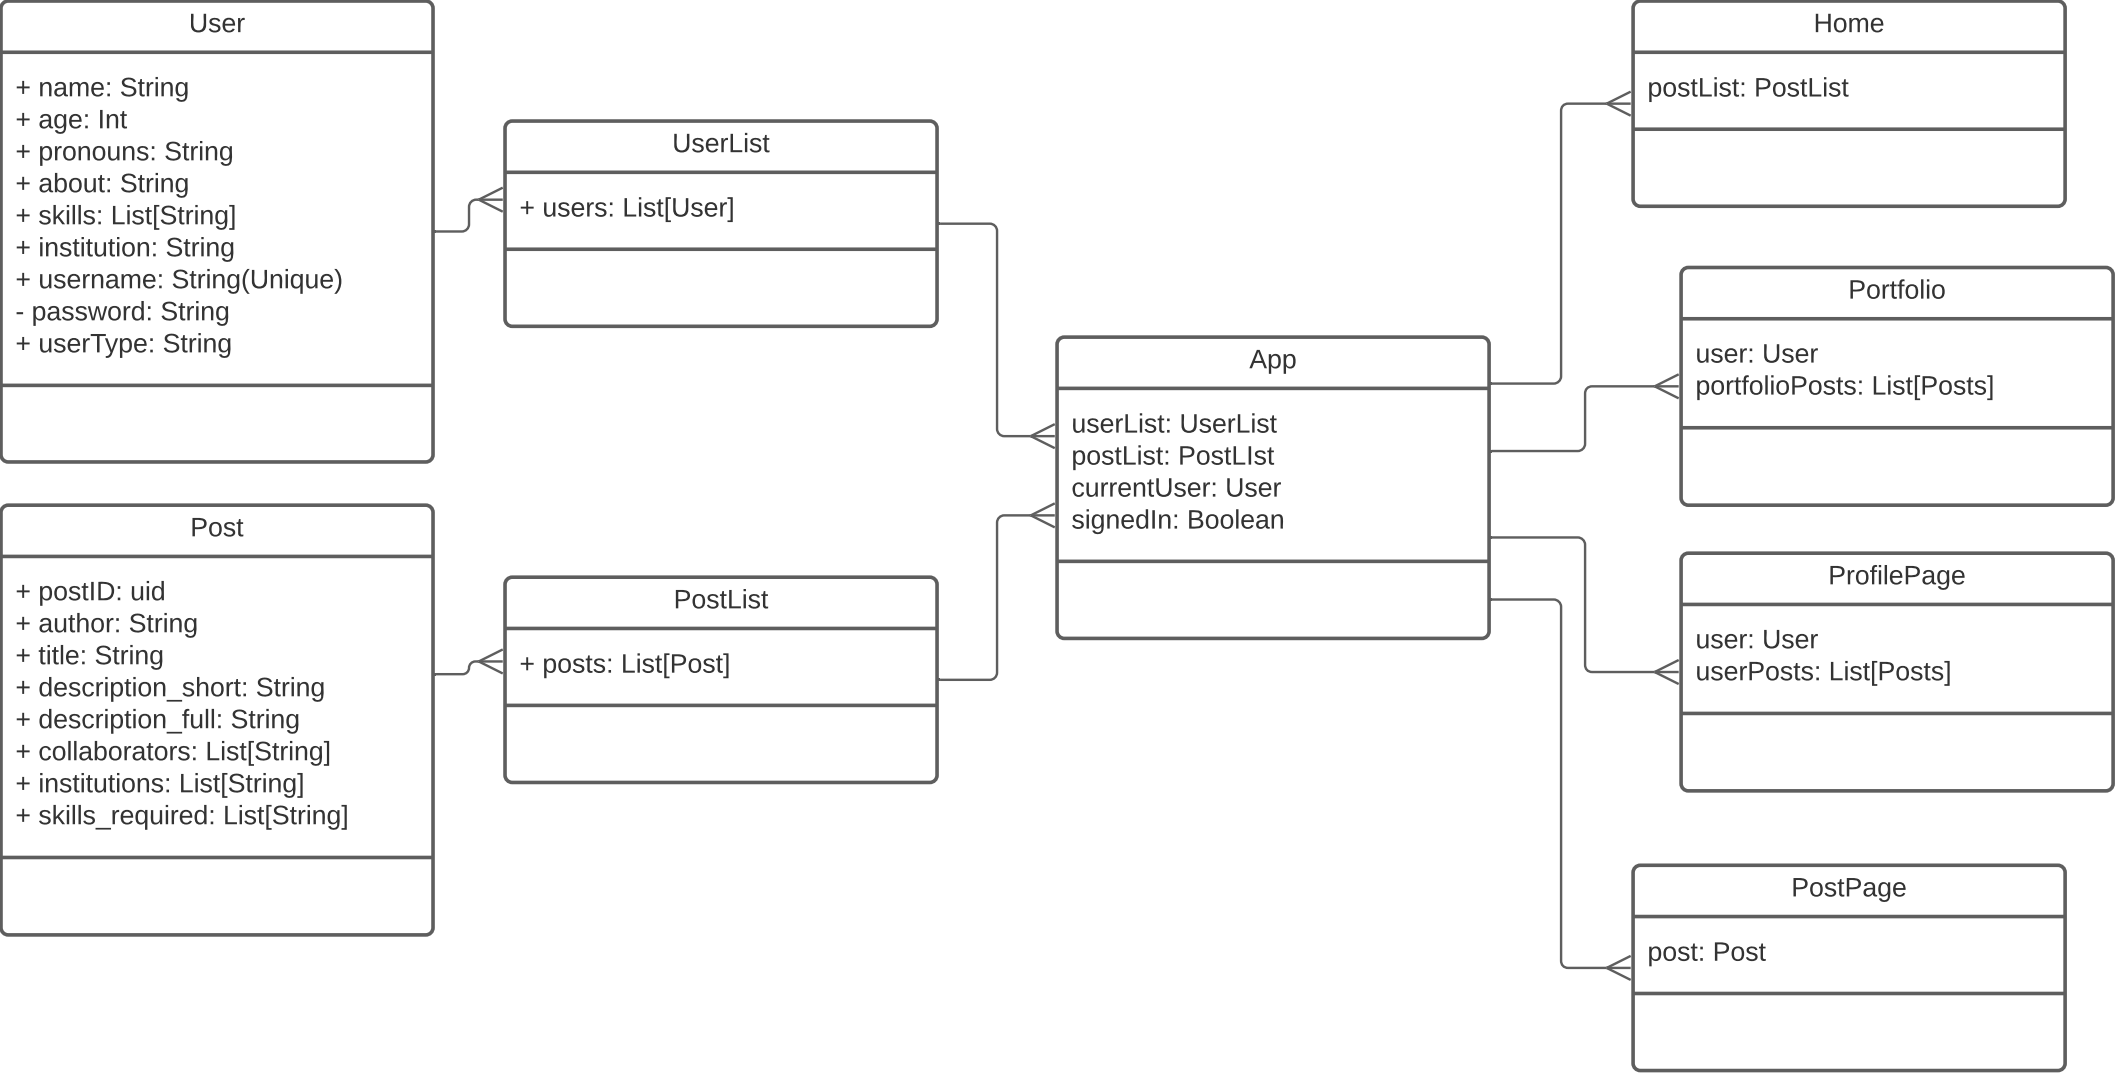 User
+ name: String
+ age: Int
+ pronouns: String
+ about: String
+ skills: List[String]
+ institution: String
+ username: String(Unique)
- password: String
+ userType: String
UserList
+ users: List[User]
Post
+ postID: uid
+ author: String
+ title: String
+ description_short: String
+ description_full: String
+ collaborators: List[String]
+ institutions: List[String]
+ skills_required: List[String]
PostList
+ posts: List[Post]
App
userList: UserList
postList: PostLIst
currentUser: User
signedIn: Boolean
Home
postList: PostList
Portfolio
user: User
portfolioPosts: List[Posts]
ProfilePage
user: User
userPosts: List[Posts]
PostPage
post: Post